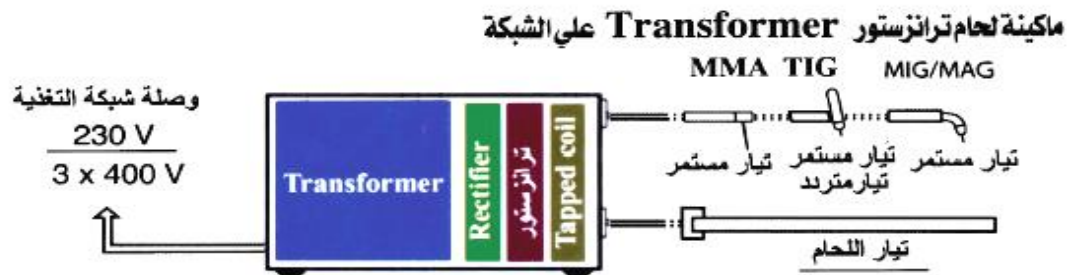 ماكينة لحام ترانزستور Transformer علي الشبكة
MMA TIG MIG/MAG
وصلة شبكة التغذية
230 V
3 x 400 V
Transformer
Rectifier
ترانزستور
Tapped coil
تيار مستمر
تيار مستمر
تيار متردد
تيار مستمر
تيار اللحام